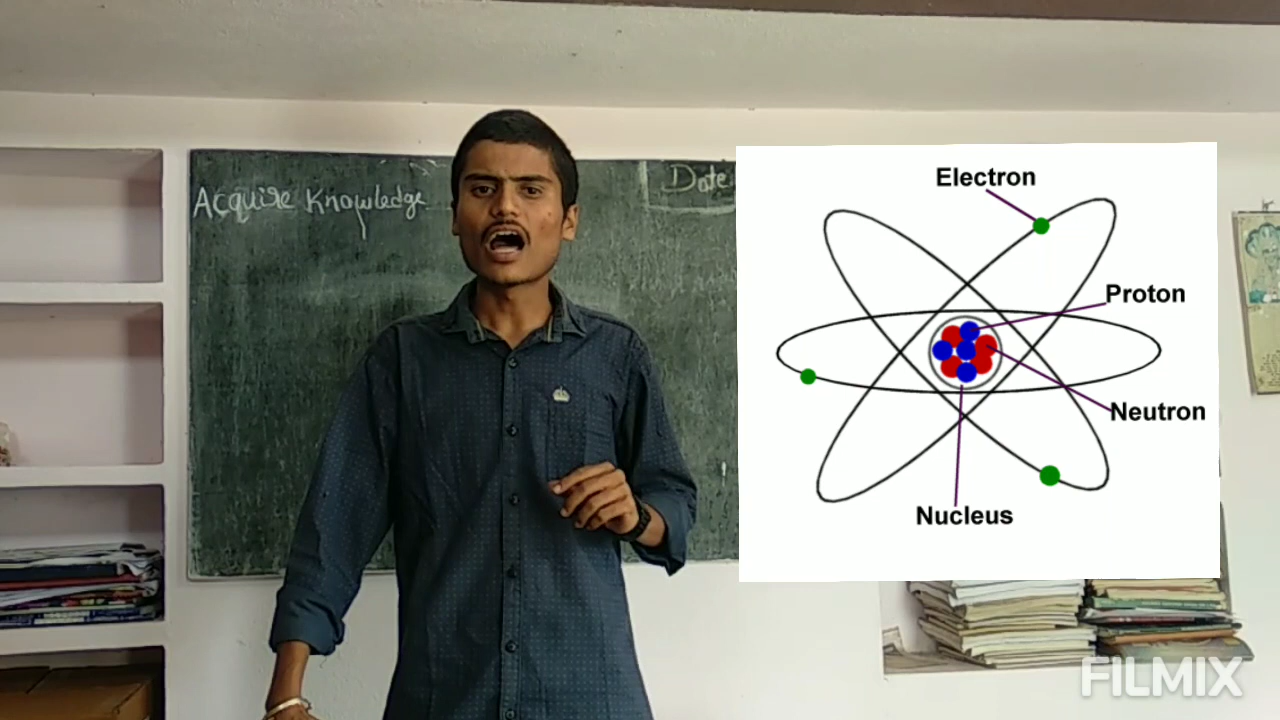 Acquire Knowledge
Date
Electron
Proton
Neutron
Nucleus
FILMIX